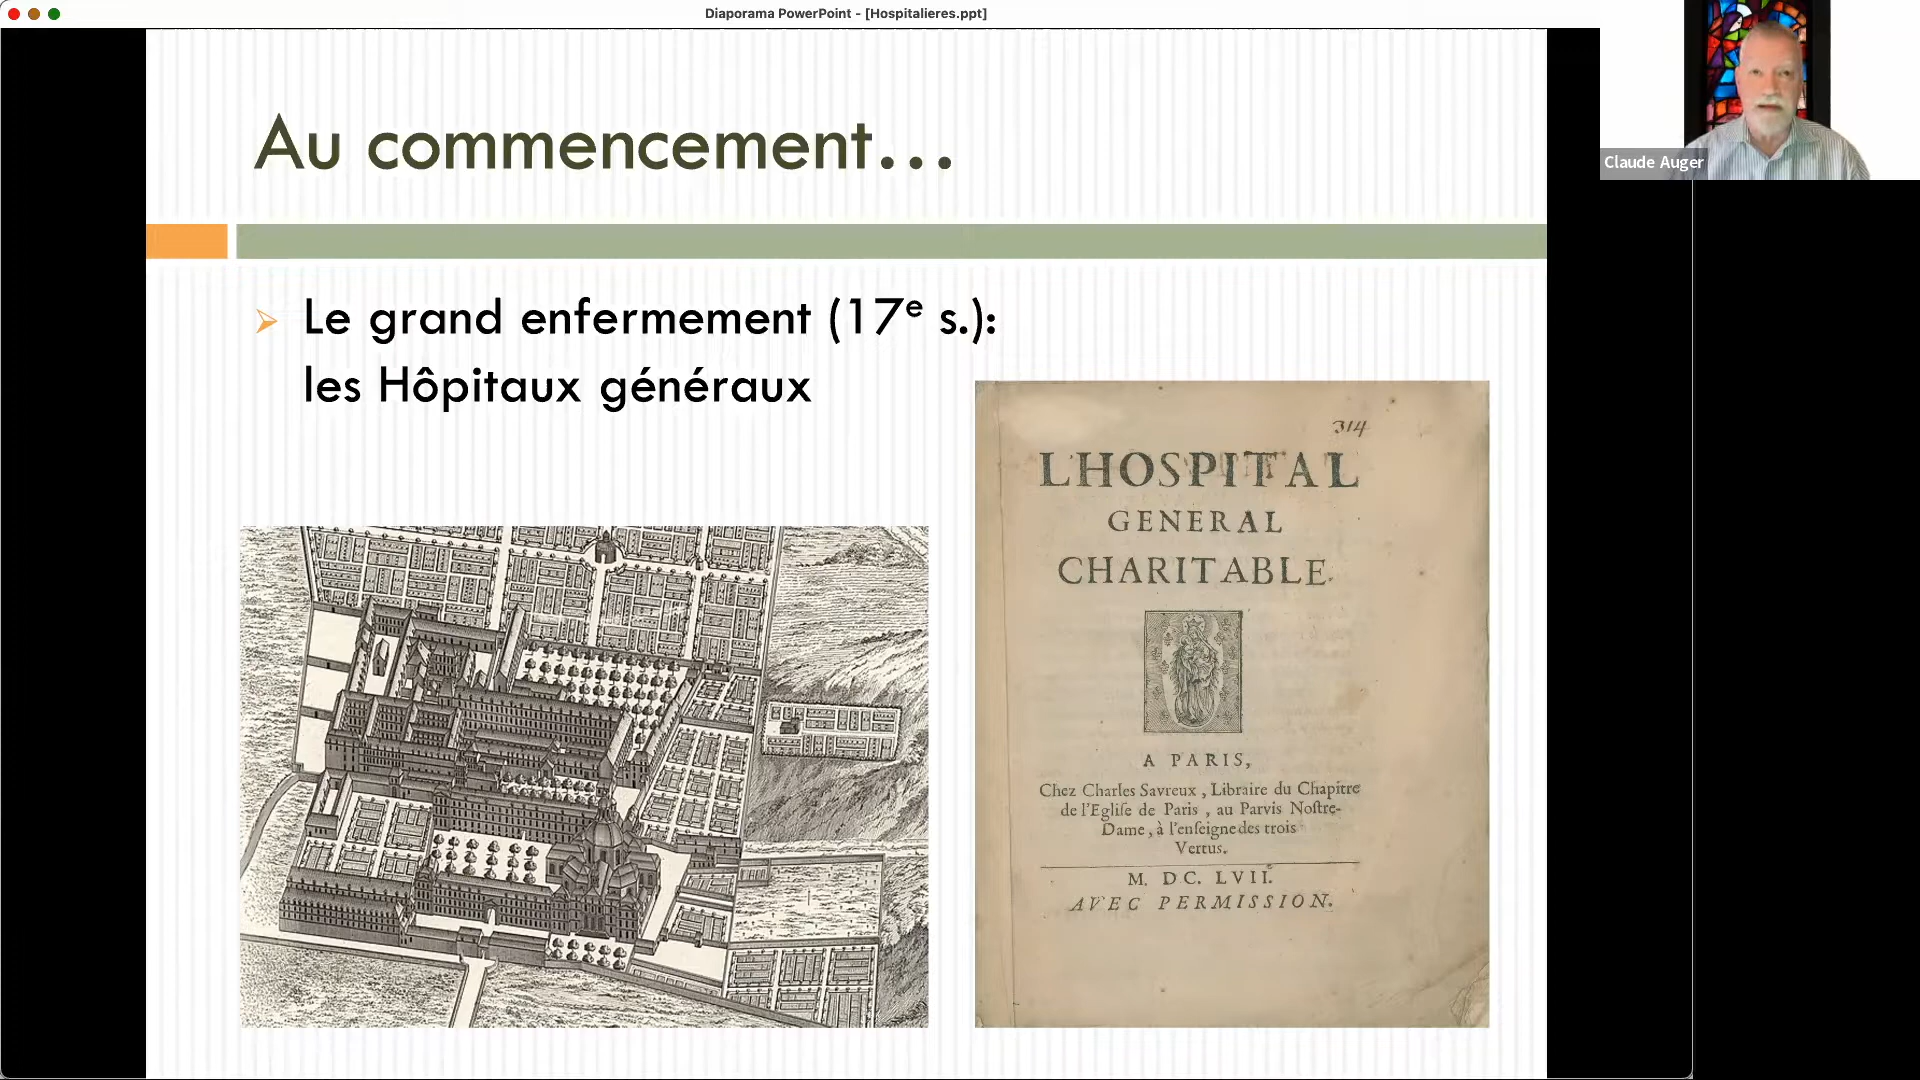 Diaporama PowerPoint - [Hospitalieres.ppt]
Claude Auger
Au commencement...
Le grand enfermement (17e s.):
les Hôpitaux généraux
314
L'HOSPITAL
GENERAL
CHARITABLE.
A PARIS,
Chez Charles Savreux, Libraire du Chapitre
de l'Egliſe de Paris, au Parvis Noſtre-
Dame, à l'enſeigne des trois
Vertus.
M. DC. LVII.
AVEC PERMISSION.